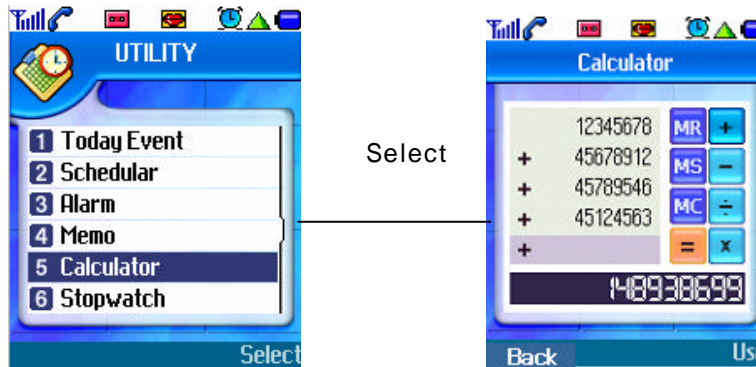 UTILITY
1 Today Event
2 Schedular
3 Alarm
4 Memo
5 Calculator
6 Stopwatch
Select
Select
Calculator
12345678
+ 45678912
+ 45789546
+ 45124563
+
MR +
MS -
MC ÷
= x
148938699
Back Us